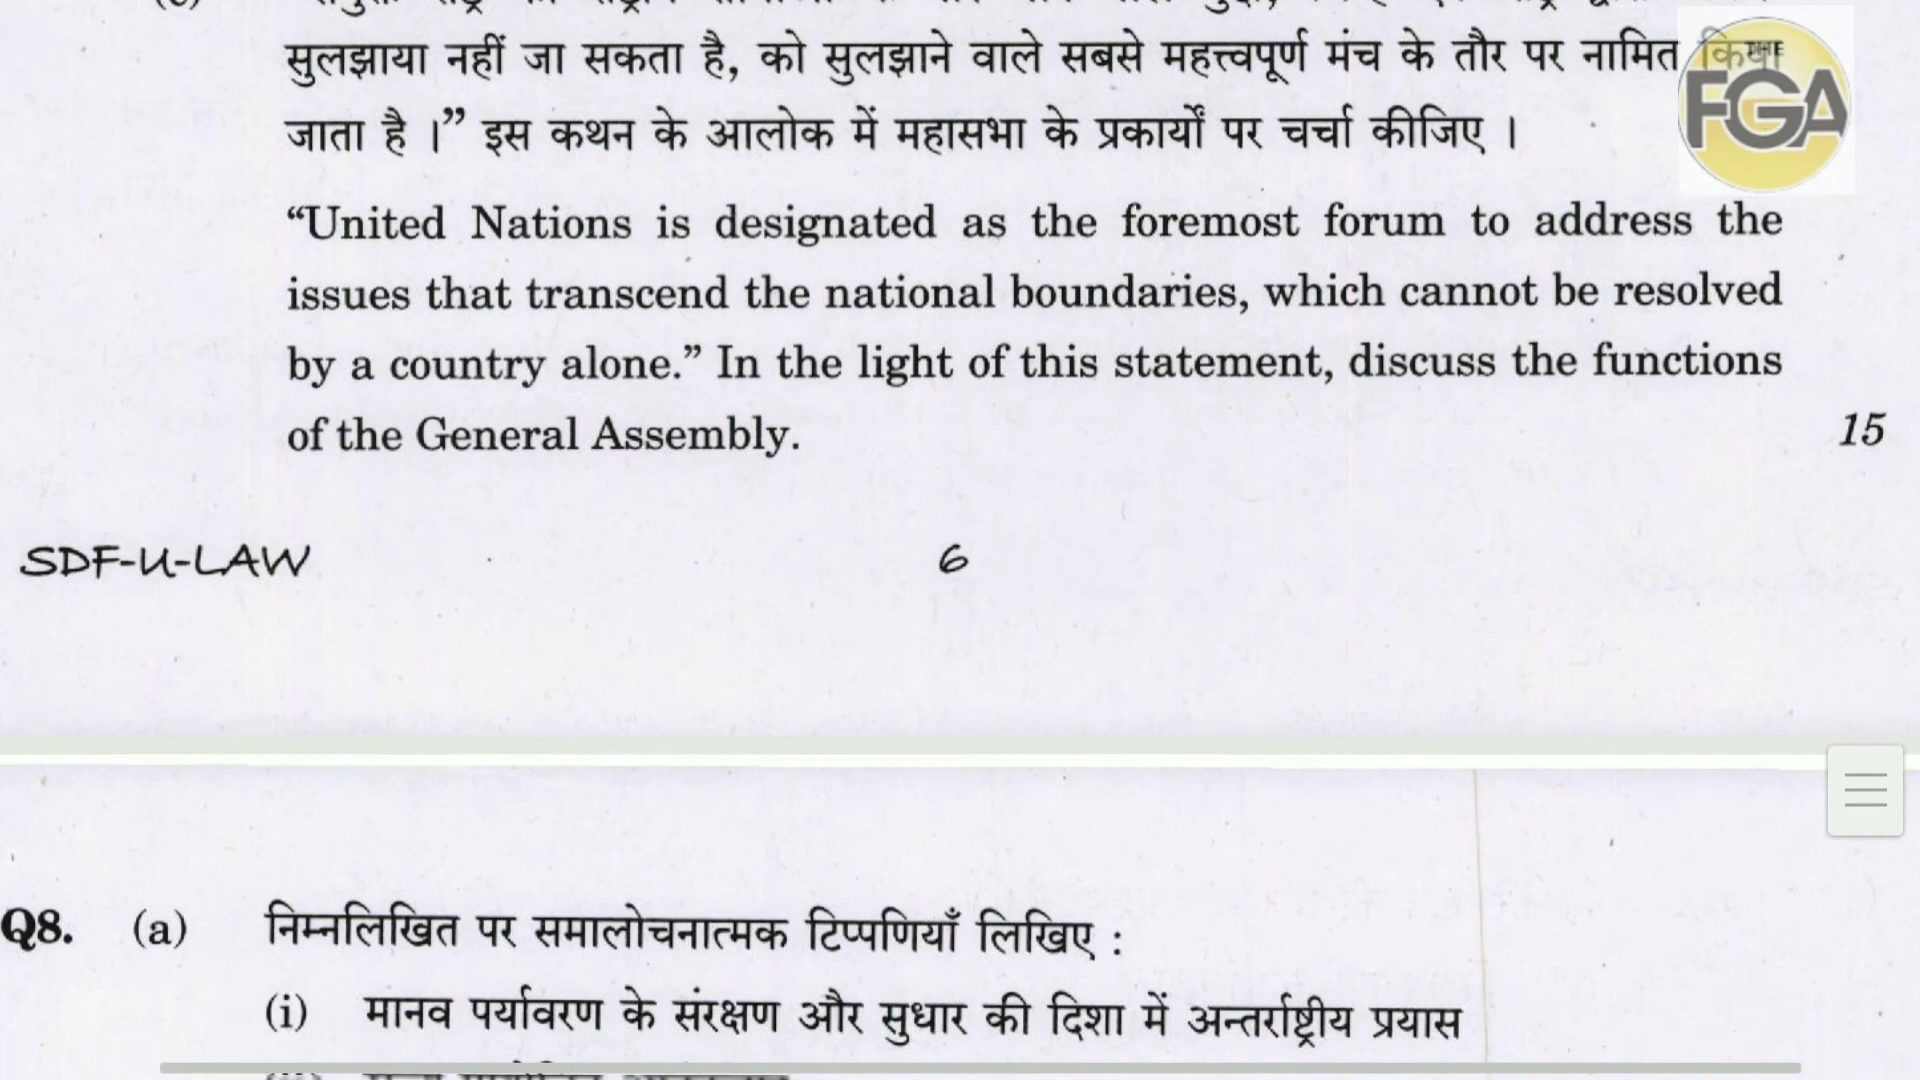 सुलझाया नहीं जा सकता है, को सुलझाने वाले सबसे महत्त्वपूर्ण मंच के तौर पर नामित किया
जाता है ।” इस कथन के आलोक में महासभा के प्रकार्यों पर चर्चा कीजिए ।
THE
FGA
“United Nations is designated as the foremost forum to address the
issues that transcend the national boundaries, which cannot be resolved
by a country alone.” In the light of this statement, discuss the functions
of the General Assembly. 15
SDF-U-LAW 6
Q8. (a) निम्नलिखित पर समालोचनात्मक टिप्पणियाँ लिखिए :
(i) मानव पर्यावरण के संरक्षण और सुधार की दिशा में अन्तर्राष्ट्रीय प्रयास